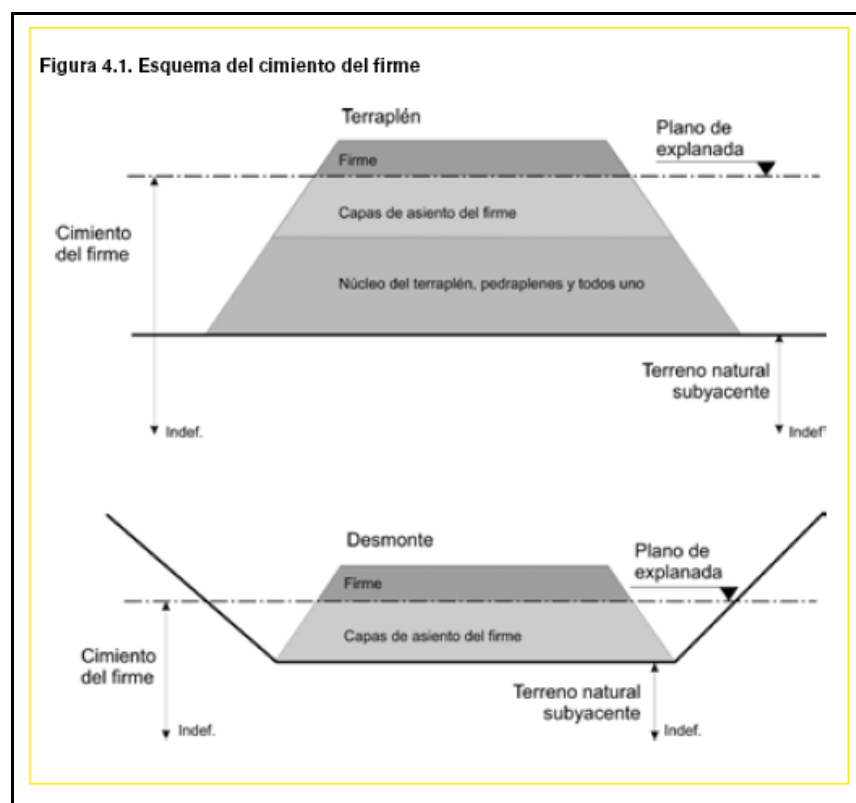 Figura 4.1. Esquema del cimiento del firme
Terraplén
Plano de
explanada
Firme
Capas de asiento del firme
Cimiento
del firme
Núcleo del terraplén, pedraplenes y todos uno
Terreno natural
subyacente
Indef.
Indef"
Desmonte
Plano de
explanada
Firme
Capas de asiento del firme
Cimiento
del firme
Terreno natural
subyacente
Indef.
Indef.